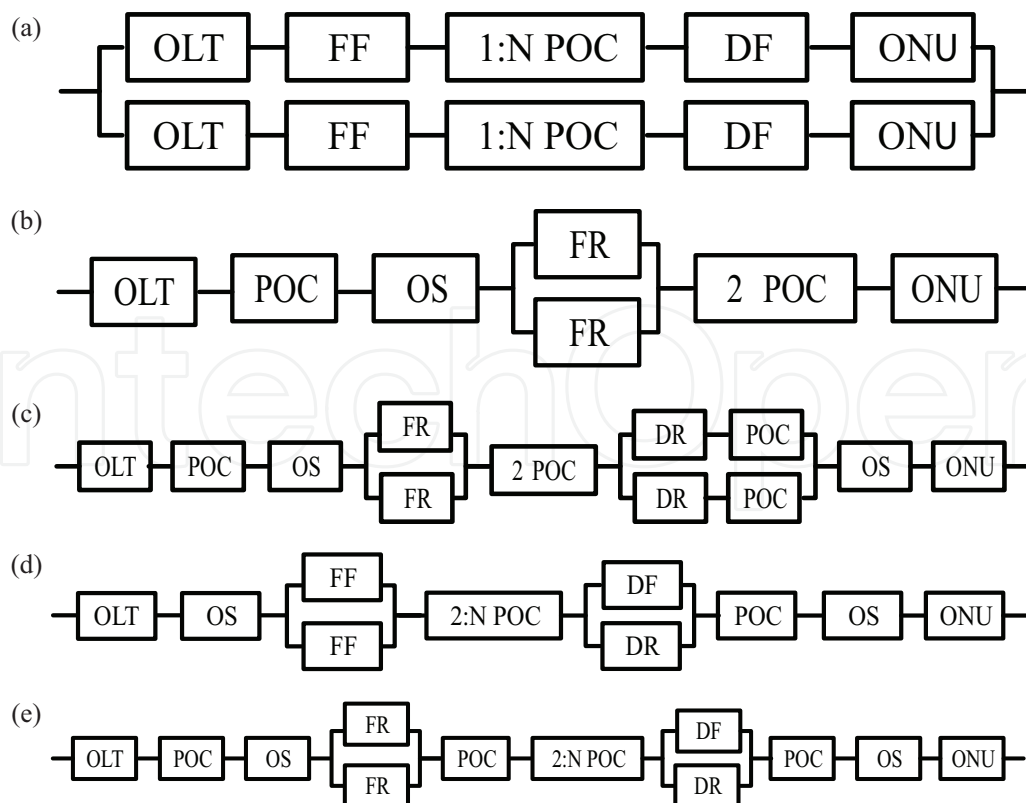 (a)
OLT FF 1:N POC DF ONU
OLT FF 1:N POC DF ONU
(b)
FR
OLT POC OS 2 POC ONU
FR
(c)
FR DR POC
OLT POC OS 2 POC OS ONU
FR DR POC
(d)
FF DF
OLT OS 2:N POC POC OS ONU
FF DR
(e)
FR DF
OLT POC OS POC 2:N POC POC OS ONU
FR DR
ntechOpen